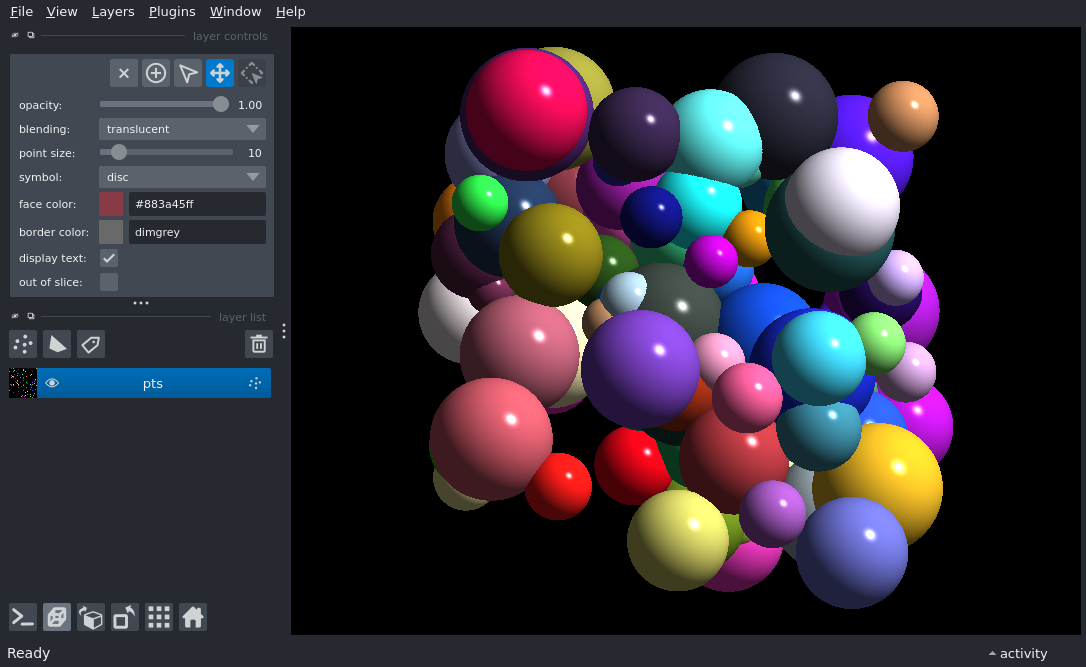 File View Layers Plugins Window Help
layer controls
opacity: 1.00
blending: translucent
point size: 10
symbol: disc
face color: #883a45ff
border color: dimgrey
display text:
out of slice:
layer list
pts
Ready
activity